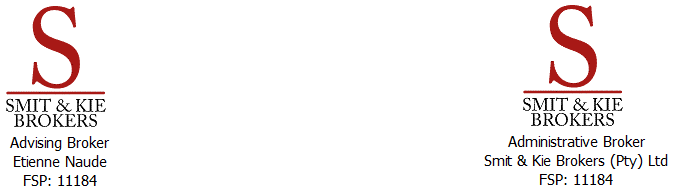 S
SMIT & KIE
BROKERS
Advising Broker
Etienne Naude
FSP: 11184
S
SMIT & KIE
BROKERS
Administrative Broker
Smit & Kie Brokers (Pty) Ltd
FSP: 11184